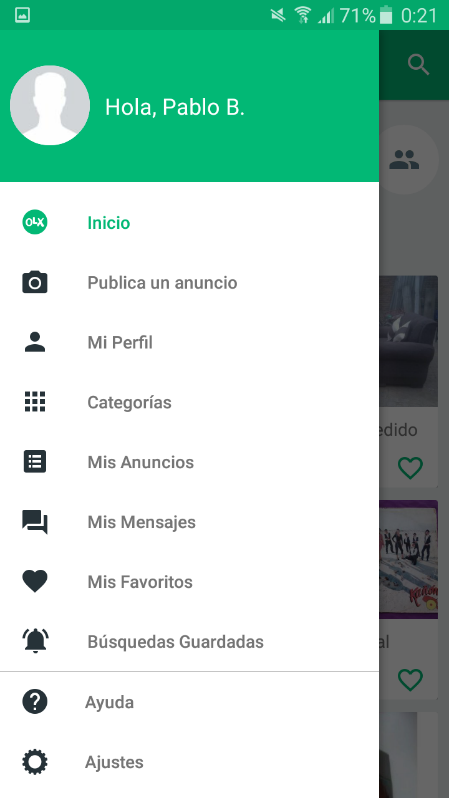 71% 0:21
Hola, Pablo B.
OLX
Inicio
Publica un anuncio
Mi Perfil
Categorías
Mis Anuncios
edido
Mis Mensajes
Mis Favoritos
Búsquedas Guardadas
al
Ayuda
Ajustes